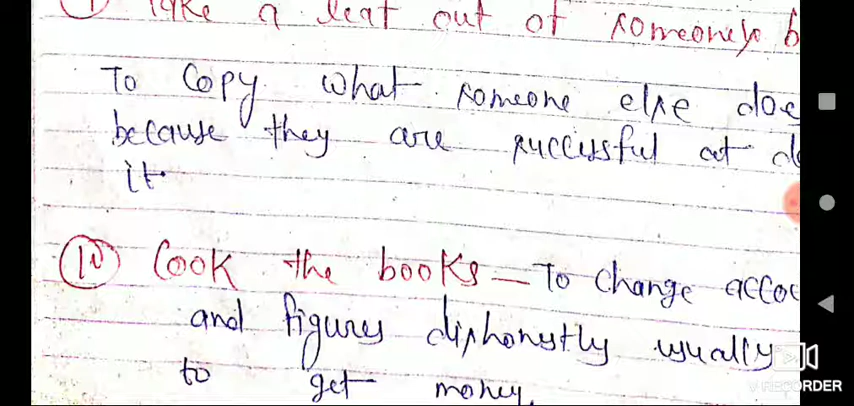 Take a leaf out of someone's b
To copy what someone else doe
because they are successful at do
it.
Cook the books – To change accou
and figures dishonestly usually
to get money.
V RECORDER